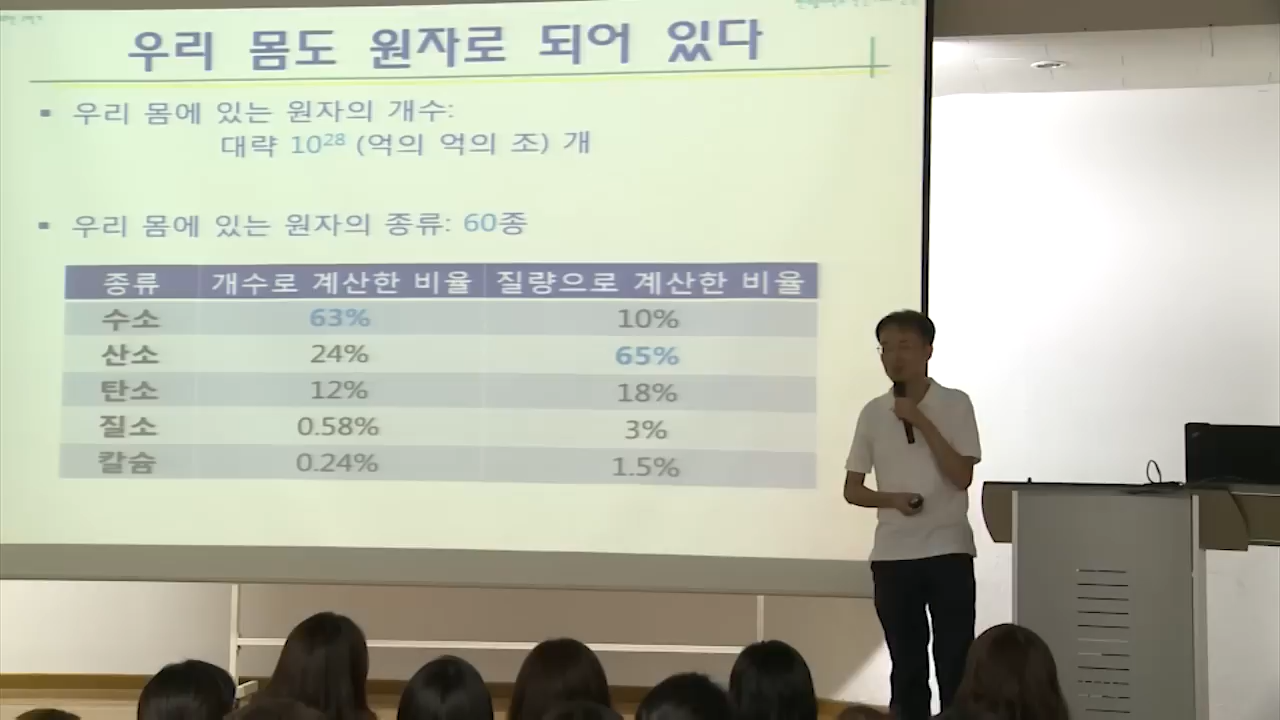 우리 몸도 원자로 되어 있다
▪ 우리 몸에 있는 원자의 개수:
대략 10²⁸ (억의 억의 조) 개
▪ 우리 몸에 있는 원자의 종류: 60종
종류 개수로 계산한 비율 질량으로 계산한 비율
수소 63% 10%
산소 24% 65%
탄소 12% 18%
질소 0.58% 3%
칼슘 0.24% 1.5%